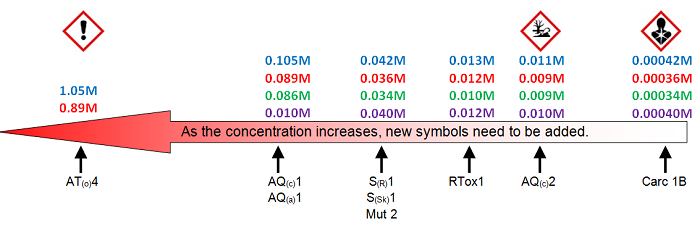 0.105M 0.042M 0.013M 0.011M 0.00042M
0.089M 0.036M 0.012M 0.009M 0.00036M
1.05M 0.086M 0.034M 0.010M 0.009M 0.00034M
0.89M 0.010M 0.040M 0.012M 0.010M 0.00040M
As the concentration increases, new symbols need to be added.
AT(o)4 AQ(c)1 S(R)1 RTox1 AQ(c)2 Carc 1B
AQ(a)1 S(Sk)1
Mut 2